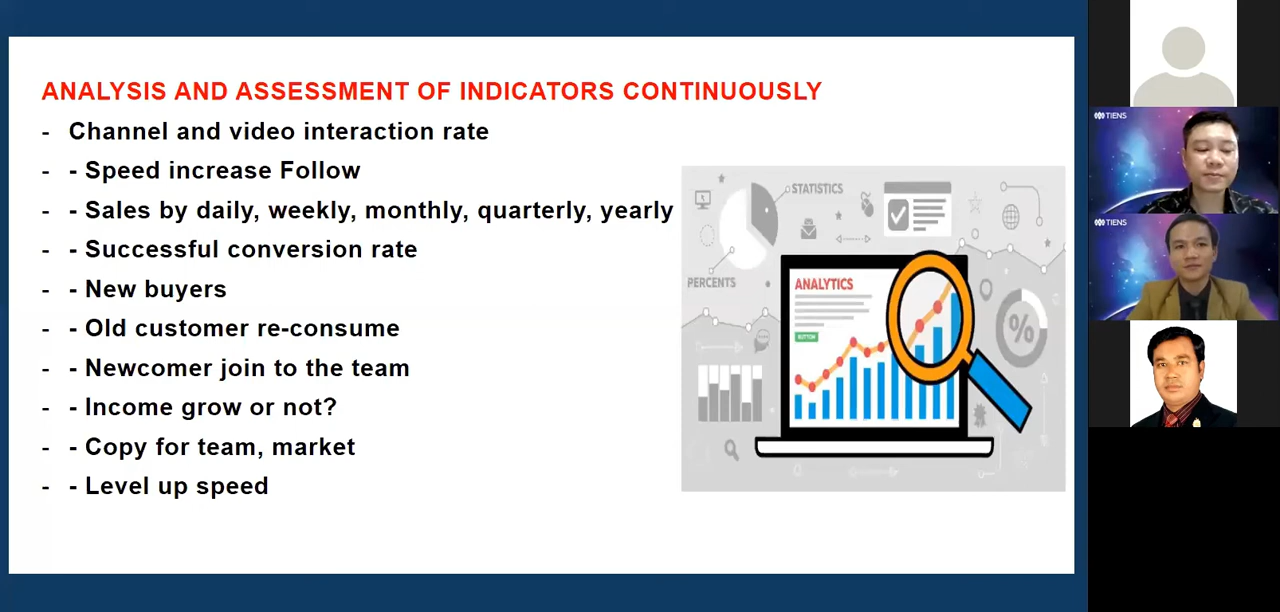 ANALYSIS AND ASSESSMENT OF INDICATORS CONTINUOUSLY
- Channel and video interaction rate
- - Speed increase Follow
- - Sales by daily, weekly, monthly, quarterly, yearly
- - Successful conversion rate
- - New buyers
- - Old customer re-consume
- - Newcomer join to the team
- - Income grow or not?
- - Copy for team, market
- - Level up speed
STATISTICS
PERCENTS
ANALYTICS
BUTTON
%
TIENS
TIENS